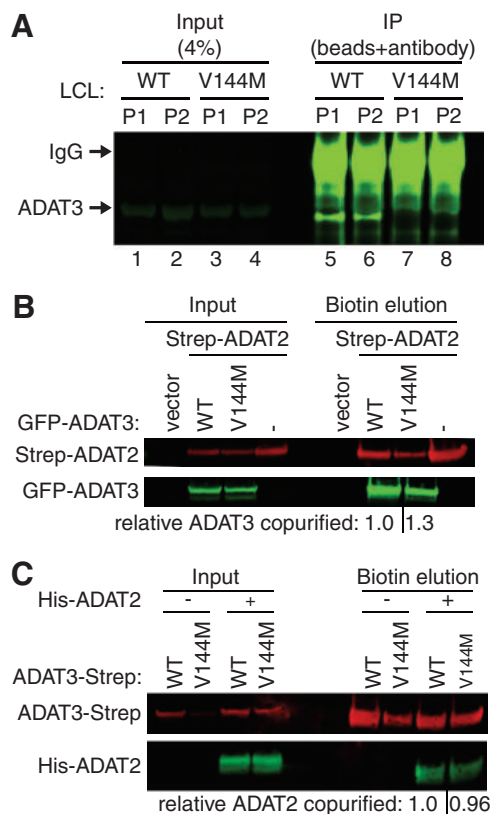 A
Input
(4%)
IP
(beads+antibody)
LCL:
WT V144M WT V144M
P1 P2 P1 P2 P1 P2 P1 P2
IgG
ADAT3
1 2 3 4 5 6 7 8
B
Input Biotin elution
Strep-ADAT2 Strep-ADAT2
GFP-ADAT3: vector WT V144M - vector WT V144M -
Strep-ADAT2
GFP-ADAT3
relative ADAT3 copurified: 1.0 1.3
C
Input Biotin elution
His-ADAT2: - + - +
ADAT3-Strep: WT V144M WT V144M WT V144M WT V144M
ADAT3-Strep
His-ADAT2
relative ADAT2 copurified: 1.0 0.96